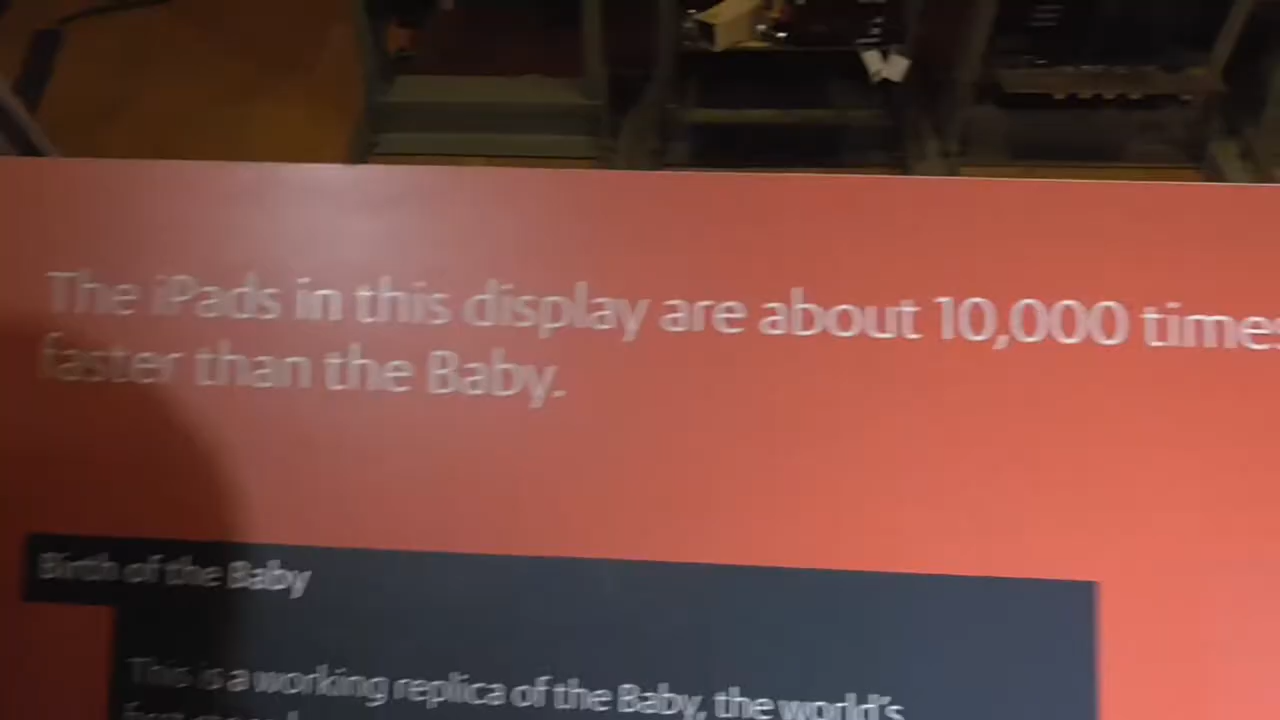 The iPads in this display are about 10,000 times
faster than the Baby.
Birth of the Baby
This is a working replica of the Baby, the world's